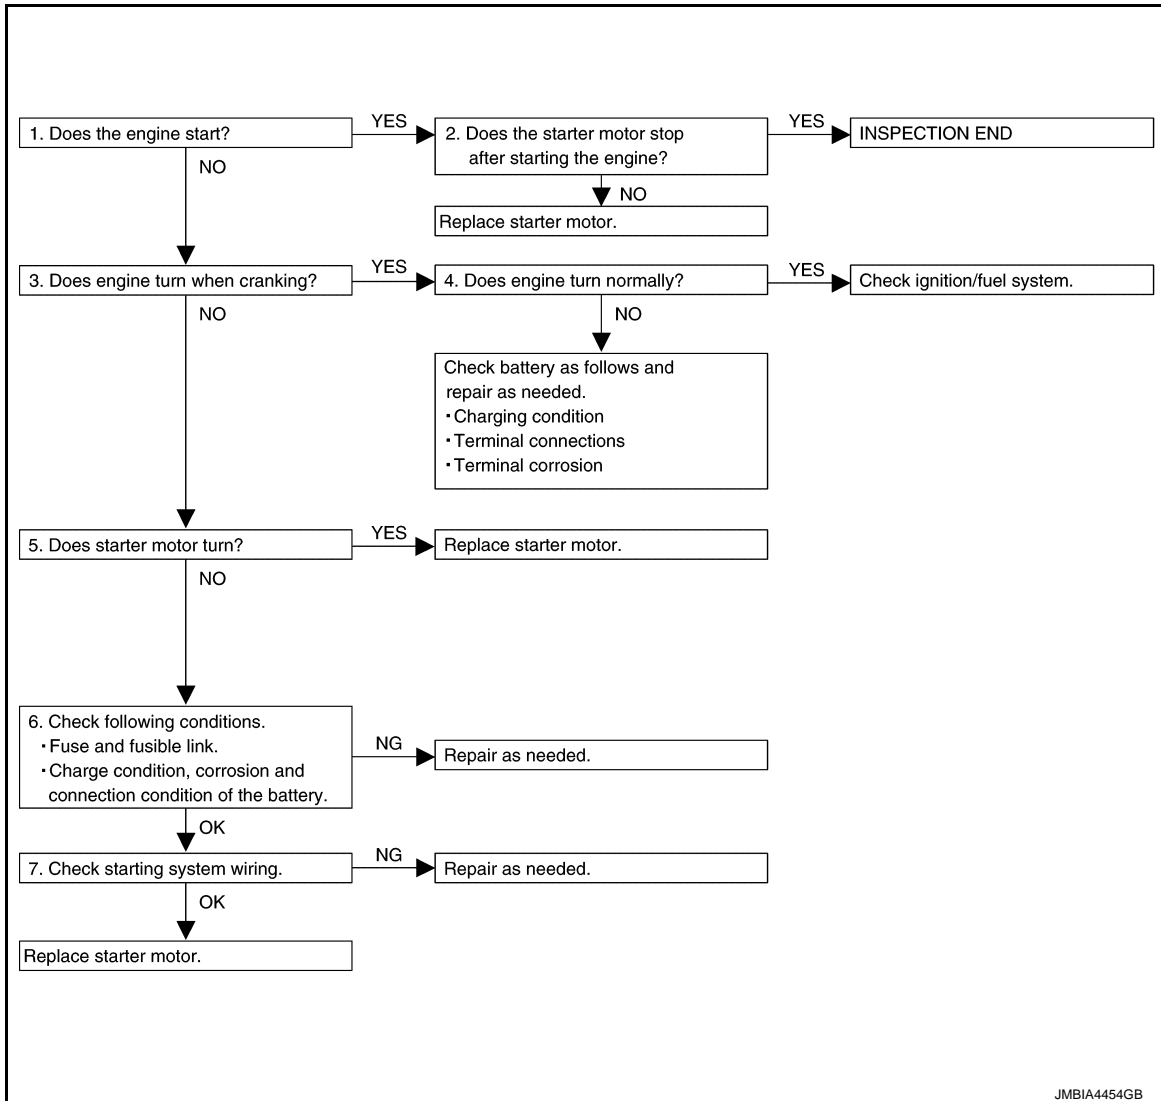 1. Does the engine start?
YES
2. Does the starter motor stop
after starting the engine?
YES
INSPECTION END
NO
NO
Replace starter motor.
3. Does engine turn when cranking?
YES
4. Does engine turn normally?
YES
Check ignition/fuel system.
NO
NO
Check battery as follows and
repair as needed.
･Charging condition
･Terminal connections
･Terminal corrosion
5. Does starter motor turn?
YES
Replace starter motor.
NO
6. Check following conditions.
･Fuse and fusible link.
･Charge condition, corrosion and
connection condition of the battery.
NG
Repair as needed.
OK
7. Check starting system wiring.
NG
Repair as needed.
OK
Replace starter motor.
JMBIA4454GB